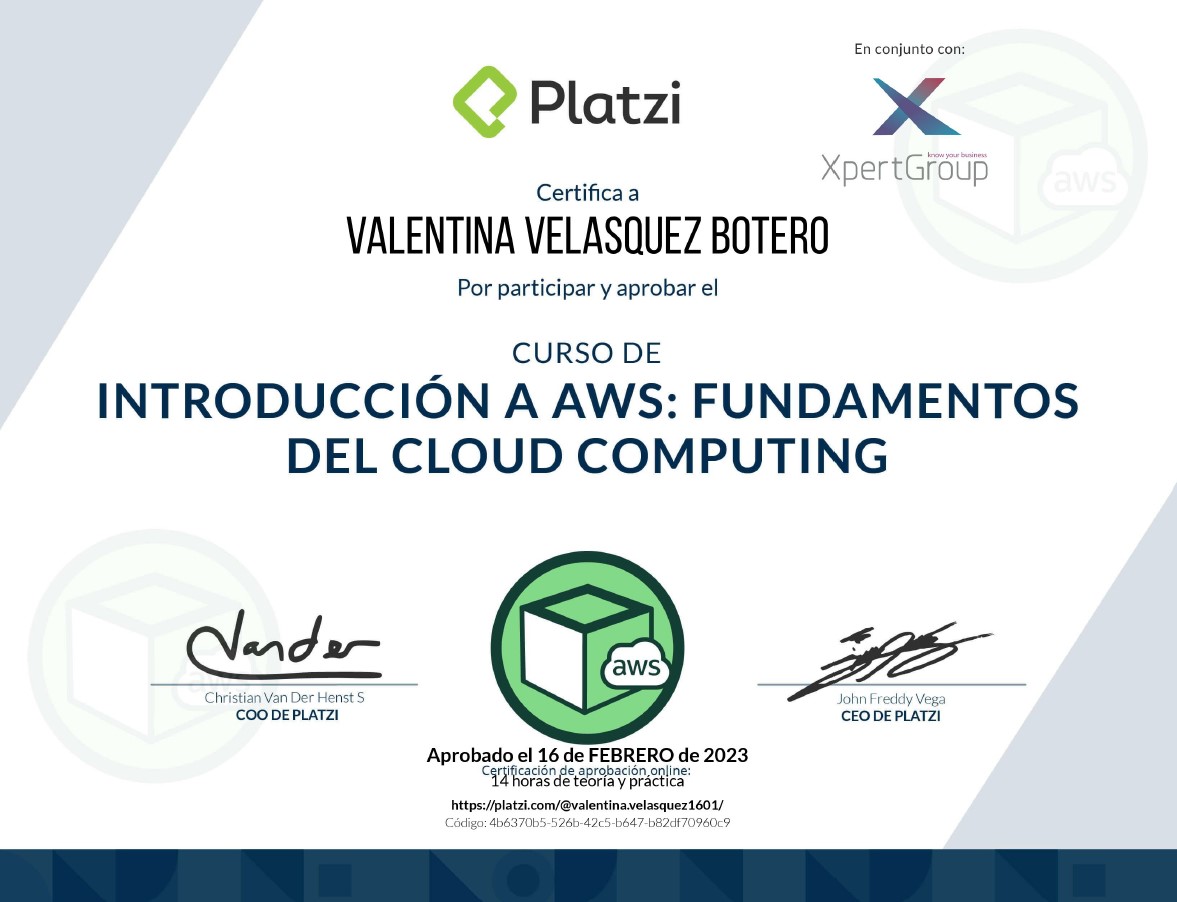 En conjunto con:
Platzi
know your business
XpertGroup
aws
Certifica a
VALENTINA VELASQUEZ BOTERO
Por participar y aprobar el
CURSO DE
INTRODUCCIÓN A AWS: FUNDAMENTOS
DEL CLOUD COMPUTING
Vander
aws
aws
Christian Van Der Henst S
COO DE PLATZI
John Freddy Vega
CEO DE PLATZI
Aprobado el 16 de FEBRERO de 2023
Certificación de aprobación online:
14 horas de teoría y práctica
https://platzi.com/@valentina.velasquez1601/
Código: 4b6370b5-526b-42c5-b647-b82df70960c9